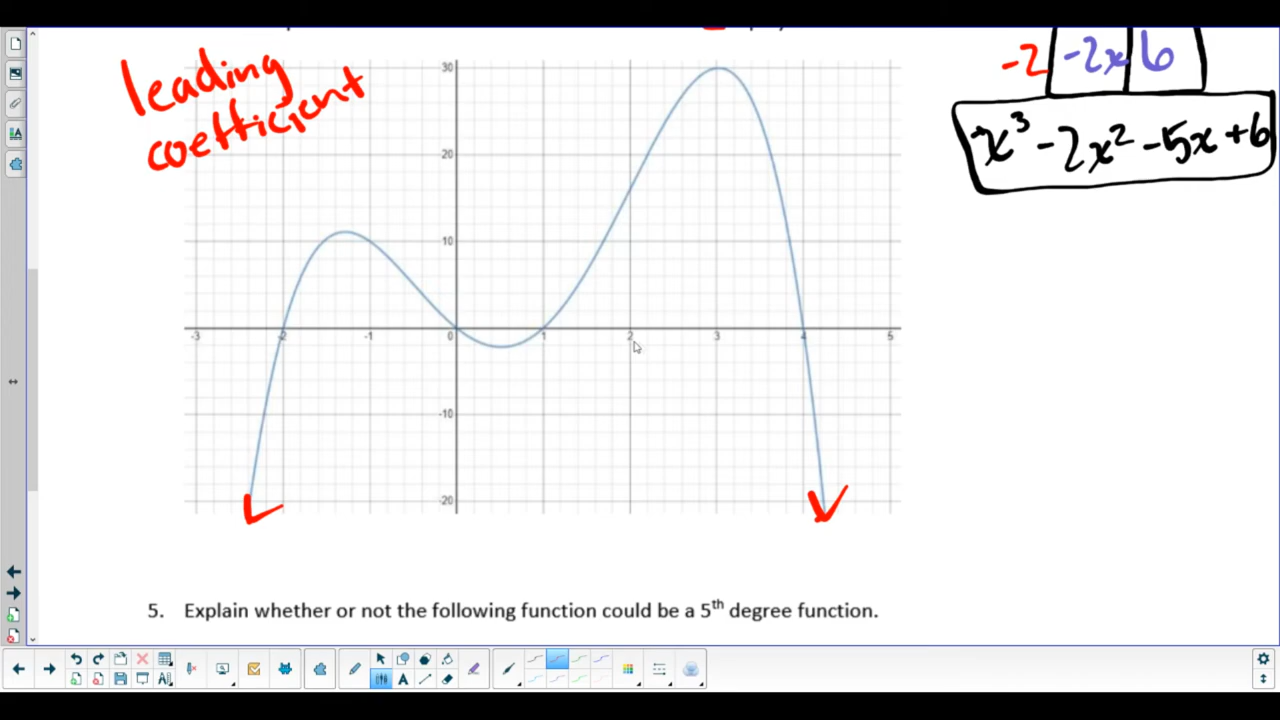 leading
coefficient
-2 -2x 6
x³ - 2x² - 5x + 6
30
20
10
-3 -2 -1 0 1 2 3 4 5
-10
-20
5. Explain whether or not the following function could be a 5th degree function.